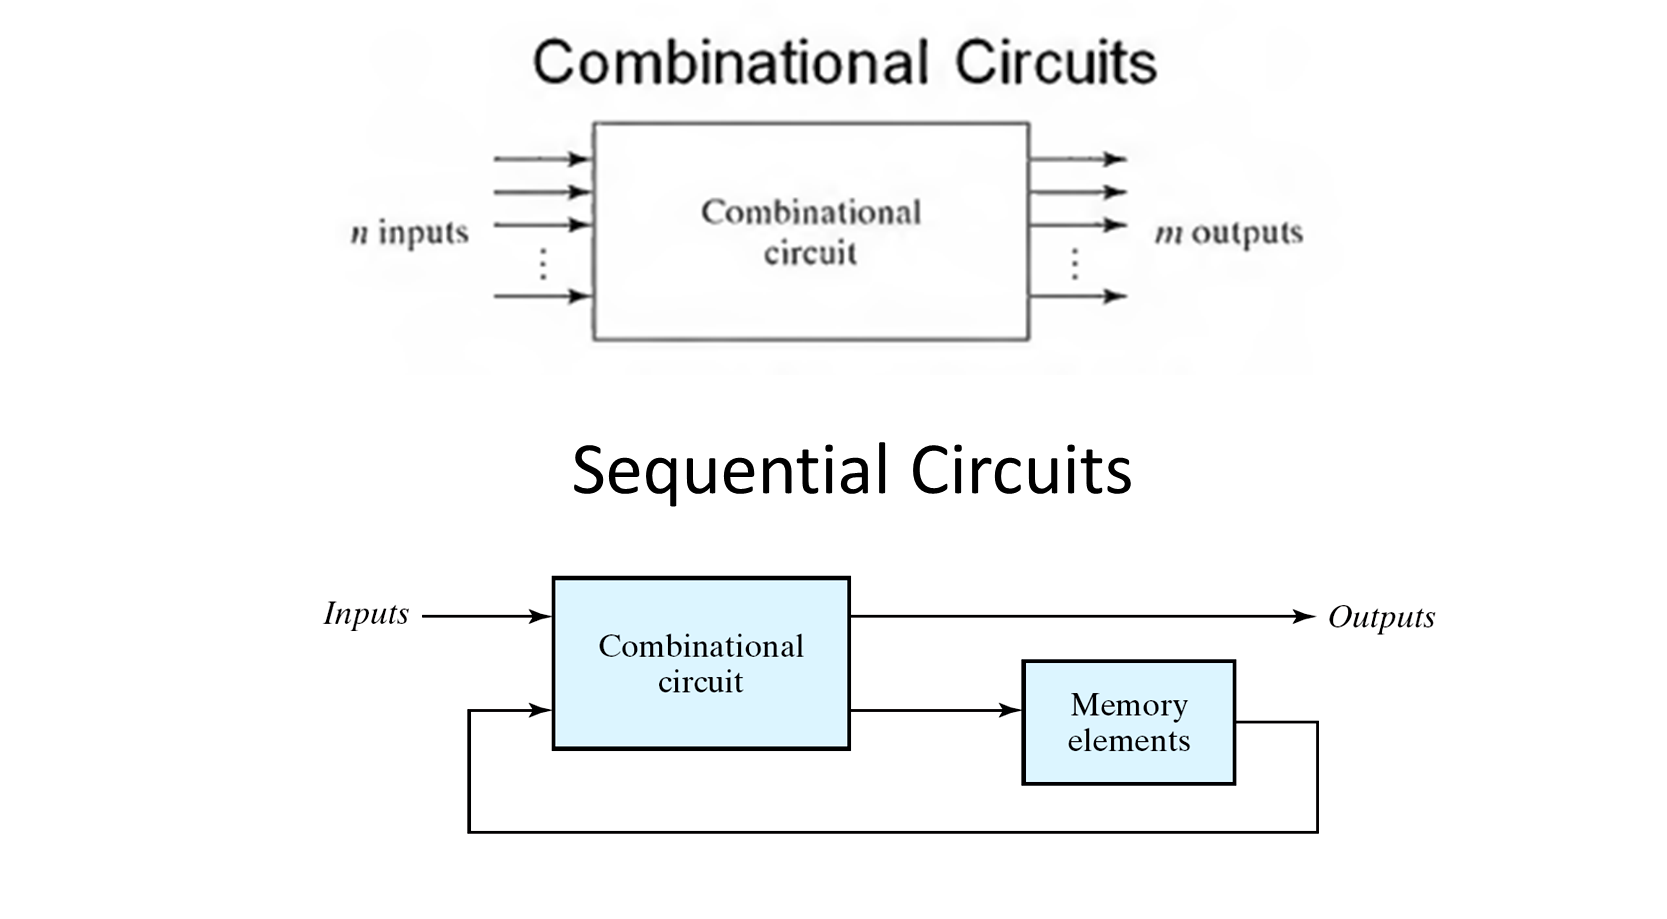 Combinational Circuits
n inputs
Combinational
circuit
m outputs
Sequential Circuits
Inputs
Combinational
circuit
Outputs
Memory
elements